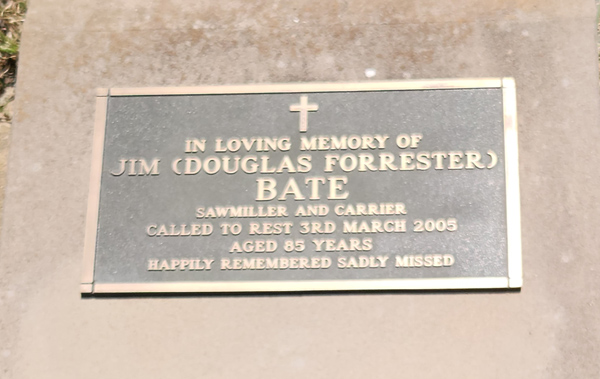 IN LOVING MEMORY OF
JIM (DOUGLAS FORRESTER)
BATE
SAWMILLER AND CARRIER
CALLED TO REST 3RD MARCH 2005
AGED 85 YEARS
HAPPILY REMEMBERED SADLY MISSED